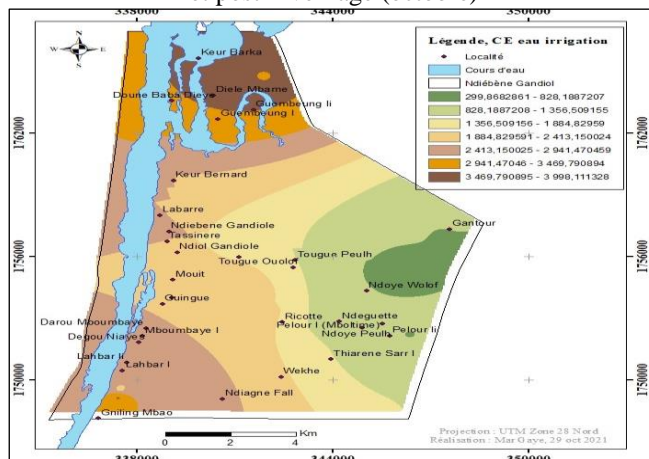 338000 344000 350000
Légende, CE eau irrigation
Localité
Cours d'eau
Ndiébène Gandiol
299,8682861 - 828,1887207
828,1887208 - 1 356,509155
1 356,509156 - 1 884,82959
1 884,829591 - 2 413,150024
2 413,150025 - 2 941,470459
2 941,47046 - 3 469,790894
3 469,790895 - 3 998,111328
Keur Barka
Doune Baba Dieye
Diele Mbame
Guembeung Ii
Guembeung I
1762000 1762000
Keur Bernard
Labarre
Ndiebene Gandiole
Tassinere
Gantour
Ndiol Gandiole
1756000 1756000
Tougue Peulh
Tougue Ouolof
Mouit
Ndoye Wolof
Guingue
Darou Mboumbaye
Mboumbaye I
Degou Niaye
Ricotte
Ndeguette
Pelour I (Mboltime)
Ndoye Peulh
Pelour Ii
Lahbar Ii
Lahbar I
Thiarene Sarr I
Wekhe
1750000 1750000
Ndiagne Fall
Gniling Mbao
0 2 4
Km
Projection : UTM Zone 28 Nord
Réalisation : Mar Gaye, 29 oct 2021
338000 344000 350000